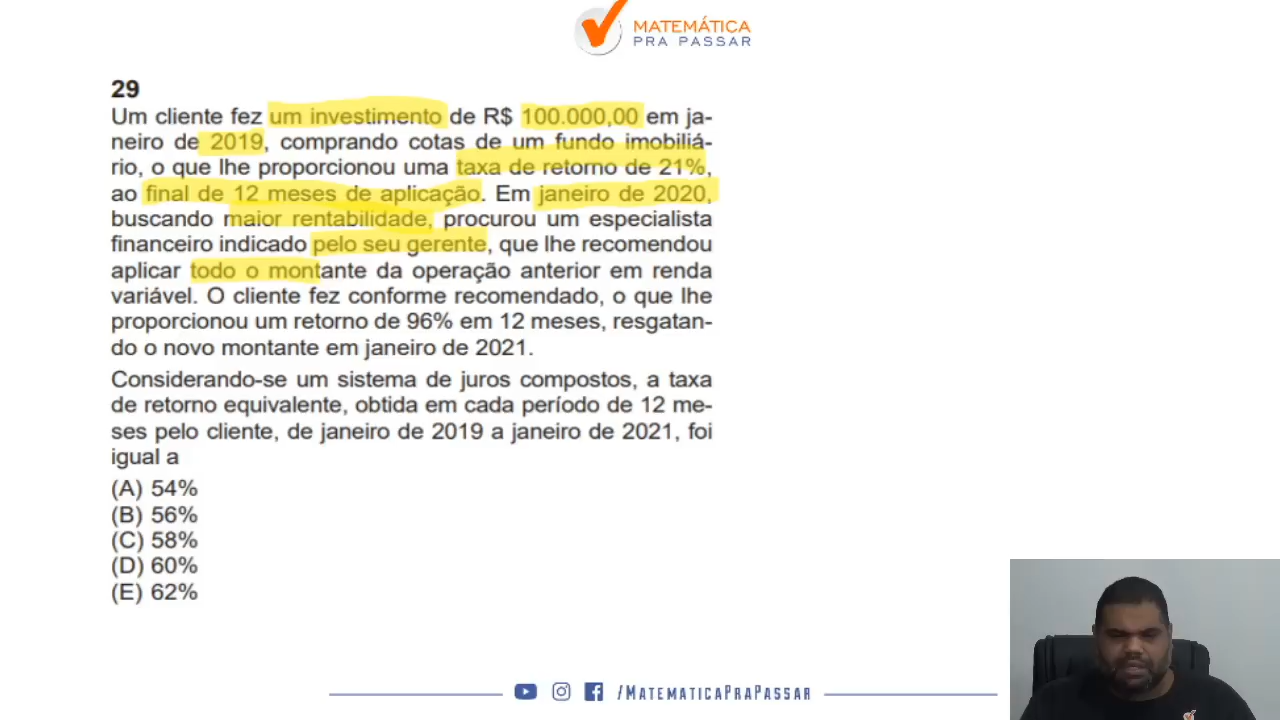 MATEMÁTICA
PRA PASSAR
29
Um cliente fez um investimento de R$ 100.000,00 em ja-
neiro de 2019, comprando cotas de um fundo imobiliá-
rio, o que lhe proporcionou uma taxa de retorno de 21%,
ao final de 12 meses de aplicação. Em janeiro de 2020,
buscando maior rentabilidade, procurou um especialista
financeiro indicado pelo seu gerente, que lhe recomendou
aplicar todo o montante da operação anterior em renda
variável. O cliente fez conforme recomendado, o que lhe
proporcionou um retorno de 96% em 12 meses, resgatan-
do o novo montante em janeiro de 2021.
Considerando-se um sistema de juros compostos, a taxa
de retorno equivalente, obtida em cada período de 12 me-
ses pelo cliente, de janeiro de 2019 a janeiro de 2021, foi
igual a
(A) 54%
(B) 56%
(C) 58%
(D) 60%
(E) 62%
/MATEMATICAPRAPASSAR